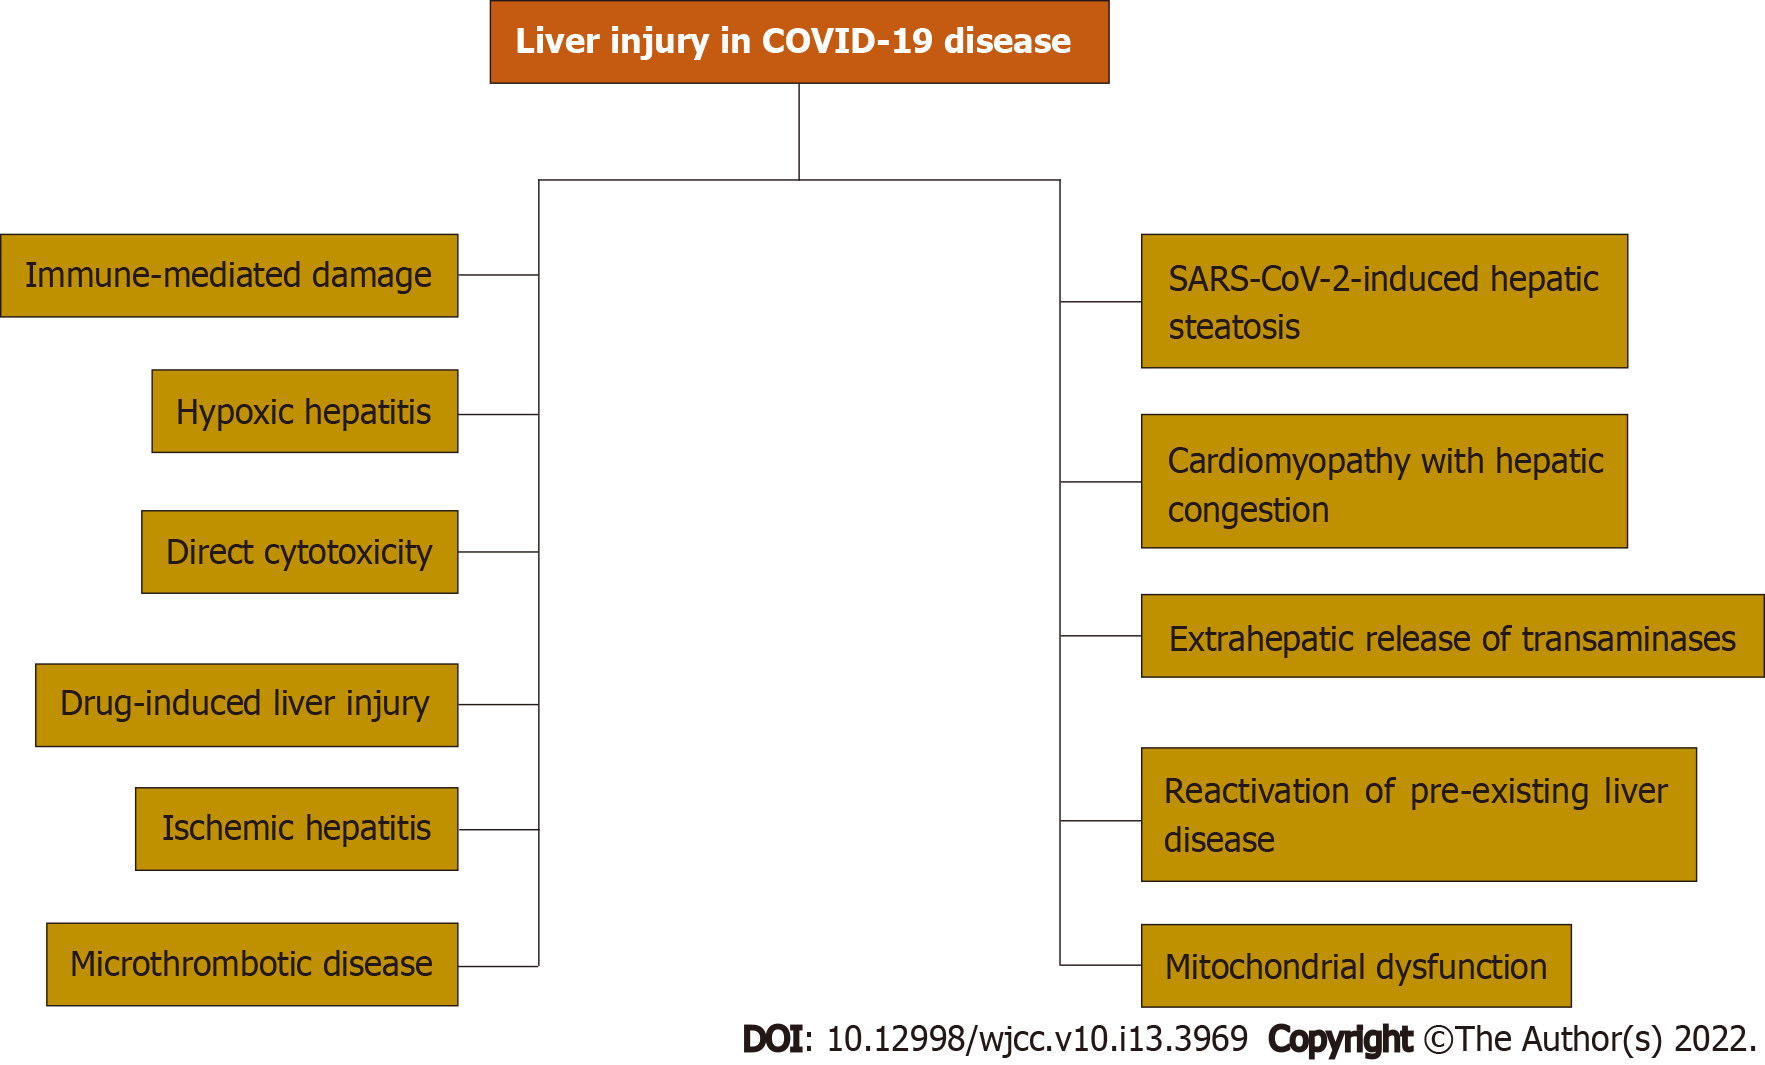 Liver injury in COVID-19 disease
Immune-mediated damage
Hypoxic hepatitis
Direct cytotoxicity
Drug-induced liver injury
Ischemic hepatitis
Microthrombotic disease
SARS-CoV-2-induced hepatic
steatosis
Cardiomyopathy with hepatic
congestion
Extrahepatic release of transaminases
Reactivation of pre-existing liver
disease
Mitochondrial dysfunction
DOI: 10.12998/wjcc.v10.i13.3969 Copyright ©The Author(s) 2022.